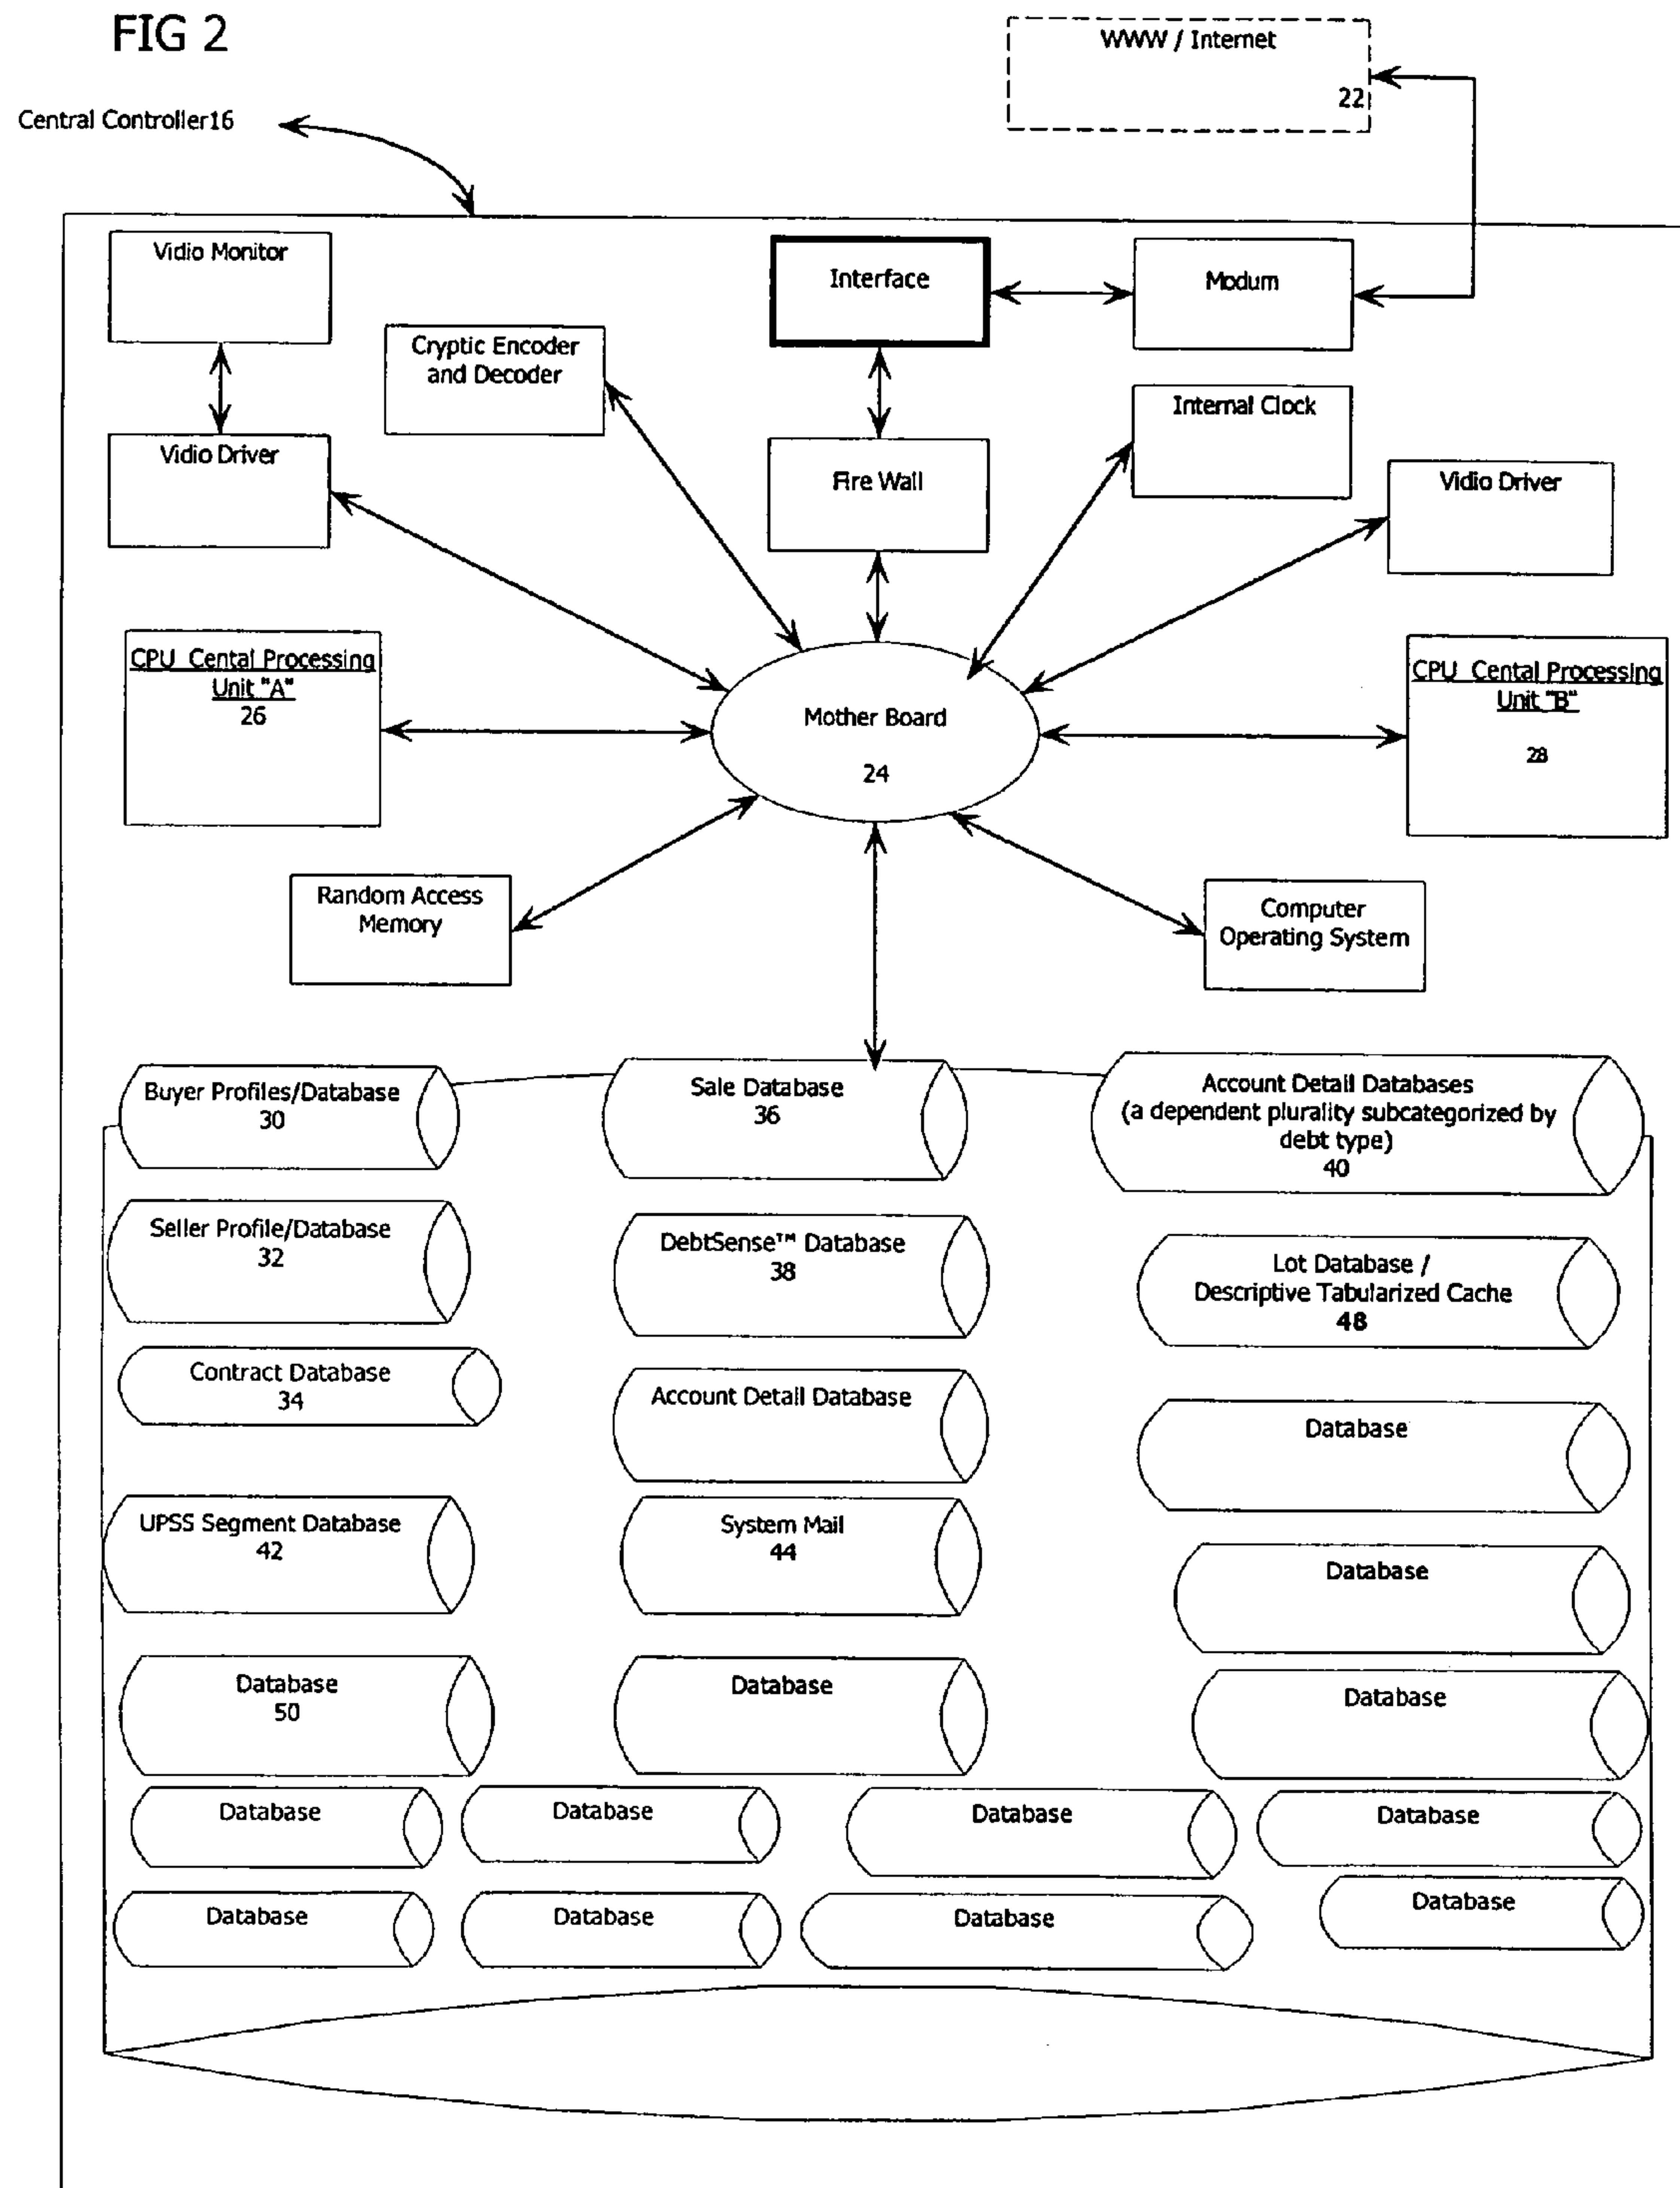 FIG 2
WWW / Internet
22
Central Controller16
Vidio Monitor
Interface
Modum
Cryptic Encoder
and Decoder
Internal Clock
Vidio Driver
Fire Wall
Vidio Driver
CPU Cental Processing
Unit "A"
26
CPU Cental Processing
Unit "B"
28
Mother Board
24
Random Access
Memory
Computer
Operating System
Buyer Profiles/Database
30
Sale Database
36
Account Detail Databases
(a dependent plurality subcategorized by
debt type)
40
Seller Profile/Database
32
DebtSense™ Database
38
Lot Database /
Descriptive Tabularized Cache
48
Contract Database
34
Account Detail Database
Database
UPSS Segment Database
42
System Mail
44
Database
Database
50
Database
Database
Database
Database
Database
Database
Database
Database
Database
Database